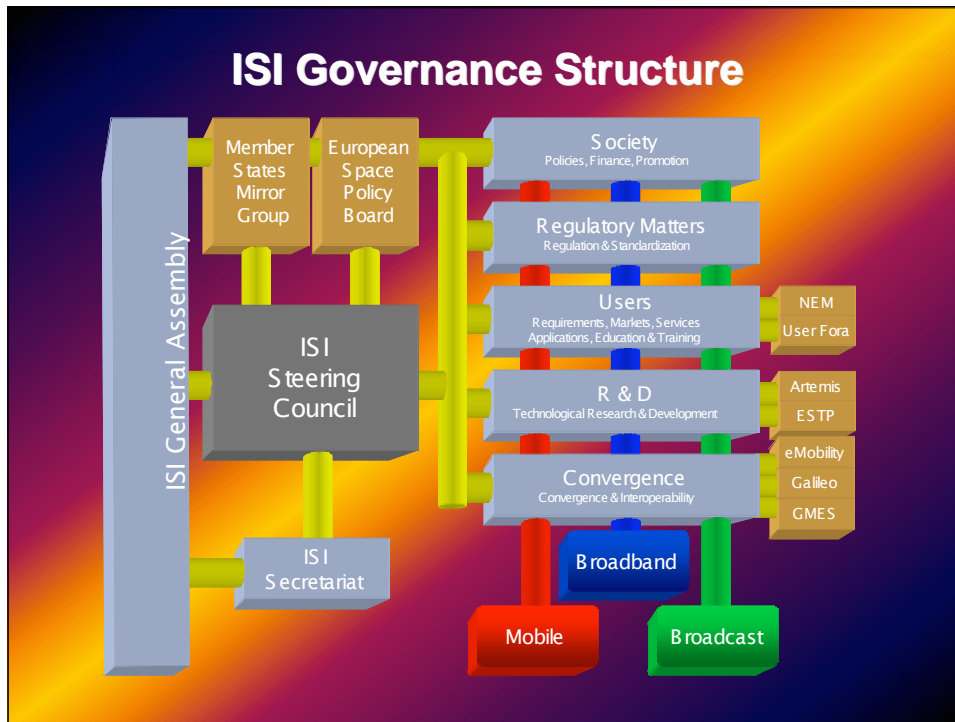 ISI Governance Structure
ISI General Assembly
Member
States
Mirror
Group
European
Space
Policy
Board
ISI
Steering
Council
ISI
Secretariat
Society
Policies, Finance, Promotion
Regulatory Matters
Regulation & Standardization
Users
Requirements, Markets, Services
Applications, Education & Training
R & D
Technological Research & Development
Convergence
Convergence & Interoperability
NEM
User Fora
Artemis
ESTP
eMobility
Galileo
GMES
Broadband
Mobile
Broadcast